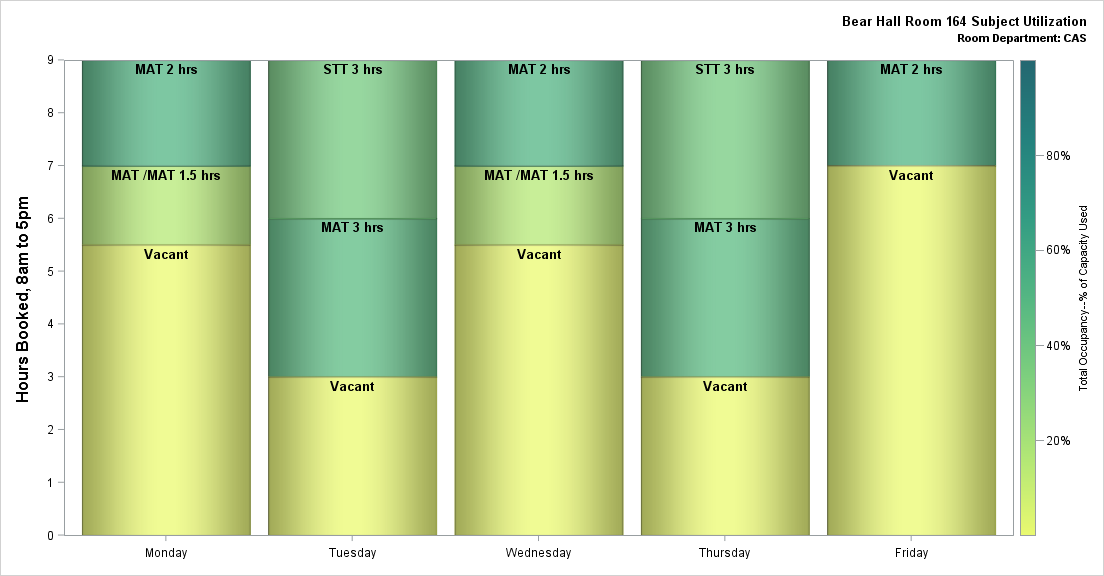 Bear Hall Room 164 Subject Utilization
Room Department: CAS
Hours Booked, 8am to 5pm
9
8
7
6
5
4
3
2
1
0
MAT 2 hrs
MAT /MAT 1.5 hrs
Vacant
STT 3 hrs
MAT 3 hrs
Vacant
MAT 2 hrs
MAT /MAT 1.5 hrs
Vacant
STT 3 hrs
MAT 3 hrs
Vacant
MAT 2 hrs
Vacant
Monday
Tuesday
Wednesday
Thursday
Friday
80%
60%
40%
20%
Total Occupancy--% of Capacity Used